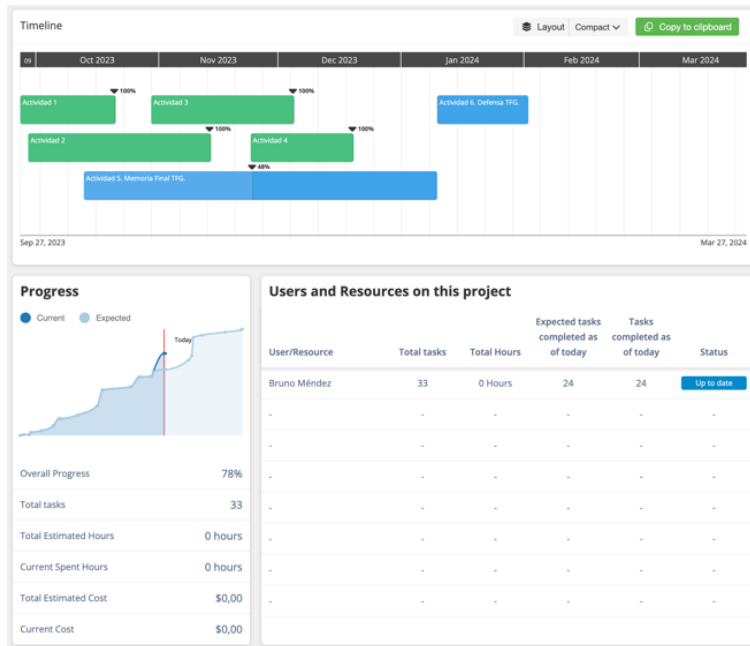 Timeline
Layout Compact
Copy to clipboard
09 Oct 2023 Nov 2023 Dec 2023 Jan 2024 Feb 2024 Mar 2024
100% 100%
Actividad 1 Actividad 3 Actividad 6. Defensa TFG.
100% 100%
Actividad 2 Actividad 4
48%
Actividad 5. Memoria Final TFG.
Sep 27, 2023 Mar 27, 2024
Progress
Current Expected
Today
Overall Progress 78%
Total tasks 33
Total Estimated Hours 0 hours
Current Spent Hours 0 hours
Total Estimated Cost $0,00
Current Cost $0,00
Users and Resources on this project
User/Resource Total tasks Total Hours Expected tasks completed as of today Tasks completed as of today Status
Bruno Méndez 33 0 Hours 24 24 Up to date
- - - - - -
- - - - - -
- - - - - -
- - - - - -
- - - - - -
- - - - - -
- - - - - -